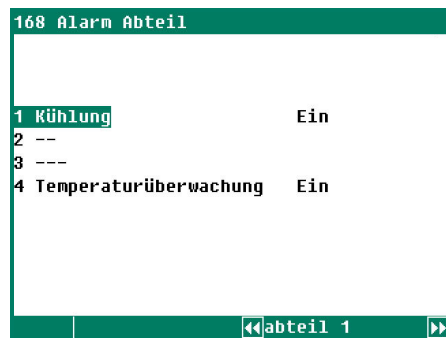 168 Alarm Abteil
1 Kühlung Ein
2 --
3 ---
4 Temperaturüberwachung Ein
abteil 1